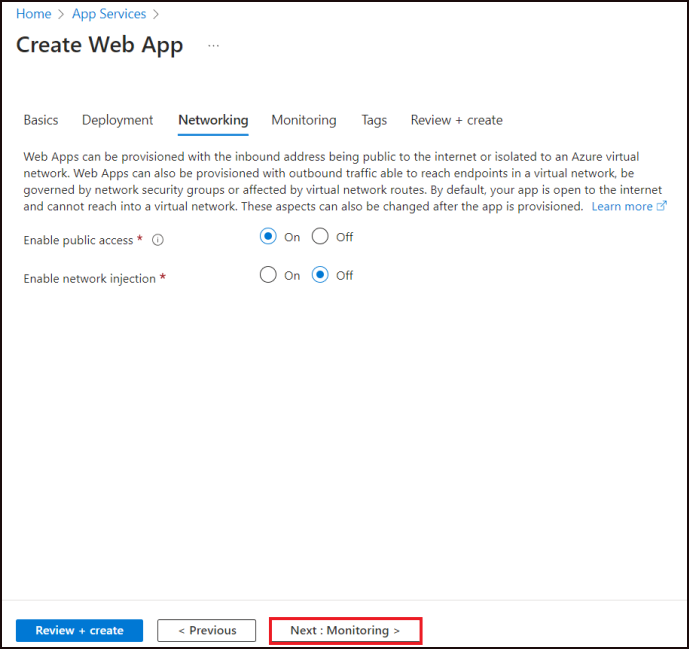 Home > App Services >
Create Web App ...
Basics Deployment Networking Monitoring Tags Review + create
Web Apps can be provisioned with the inbound address being public to the internet or isolated to an Azure virtual
network. Web Apps can also be provisioned with outbound traffic able to reach endpoints in a virtual network, be
governed by network security groups or affected by virtual network routes. By default, your app is open to the internet
and cannot reach into a virtual network. These aspects can also be changed after the app is provisioned. Learn more
Enable public access * On Off
Enable network injection * On Off
Review + create < Previous Next : Monitoring >